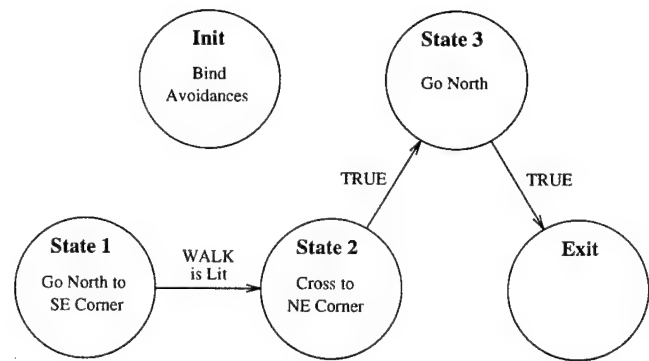 Init
Bind
Avoidances
State 3
Go North
TRUE
TRUE
State 1
Go North to
SE Corner
WALK
is Lit
State 2
Cross to
NE Corner
Exit